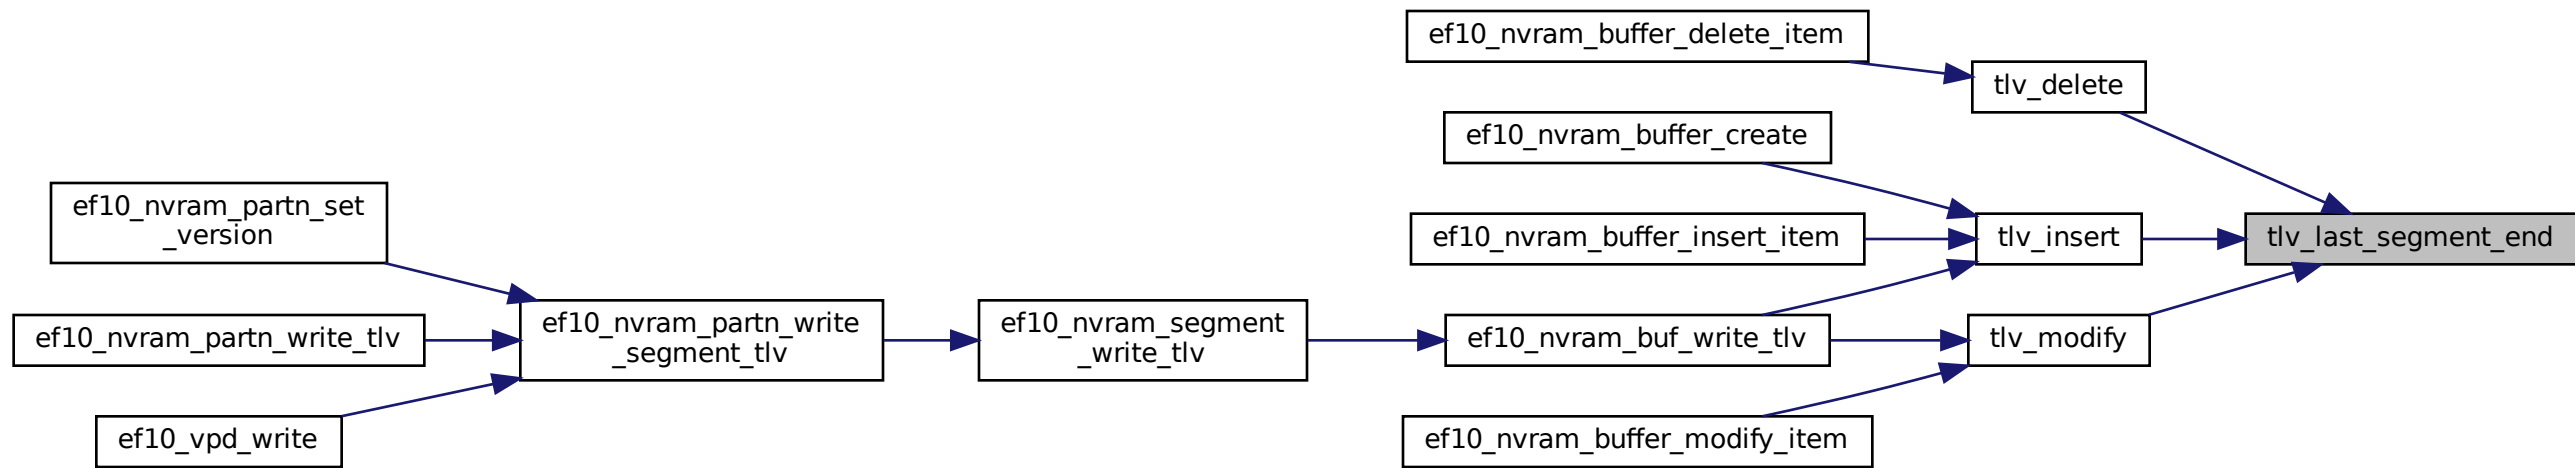 ef10_nvram_buffer_delete_item
tlv_delete
ef10_nvram_buffer_create
ef10_nvram_partn_set
_version
ef10_nvram_buffer_insert_item
tlv_insert
tlv_last_segment_end
ef10_nvram_partn_write_tlv
ef10_nvram_partn_write
_segment_tlv
ef10_nvram_segment
_write_tlv
ef10_nvram_buf_write_tlv
tlv_modify
ef10_vpd_write
ef10_nvram_buffer_modify_item